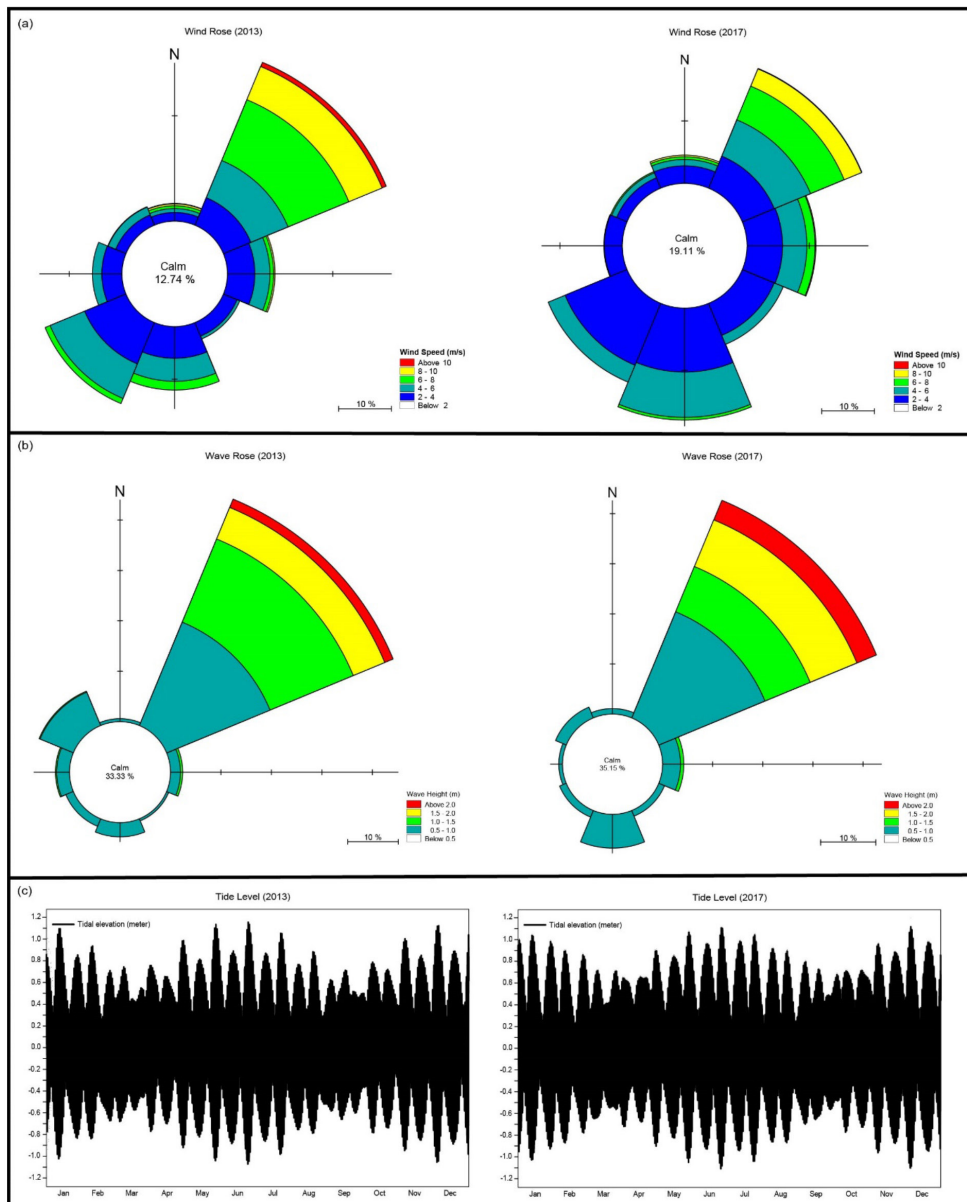 (a)
Wind Rose (2013)
N
Calm
12.74 %
Wind Speed (m/s)
Above 10
8 - 10
6 - 8
4 - 6
2 - 4
Below 2
10 %
Wind Rose (2017)
N
Calm
19.11 %
Wind Speed (m/s)
Above 10
8 - 10
6 - 8
4 - 6
2 - 4
Below 2
10 %
(b)
Wave Rose (2013)
N
Calm
33.33 %
Wave Height (m)
Above 2.0
1.5 - 2.0
1.0 - 1.5
0.5 - 1.0
Below 0.5
10 %
Wave Rose (2017)
N
Calm
35.15 %
Wave Height (m)
Above 2.0
1.5 - 2.0
1.0 - 1.5
0.5 - 1.0
Below 0.5
10 %
(c)
Tide Level (2013)
Tidal elevation (meter)
1.2
1.0
0.8
0.6
0.4
0.2
0.0
-0.2
-0.4
-0.6
-0.8
-1.0
-1.2
Jan Feb Mar Apr May Jun Jul Aug Sep Oct Nov Dec
Tide Level (2017)
Tidal elevation (meter)
1.2
1.0
0.8
0.6
0.4
0.2
0.0
-0.2
-0.4
-0.6
-0.8
-1.0
-1.2
Jan Feb Mar Apr May Jun Jul Aug Sep Oct Nov Dec